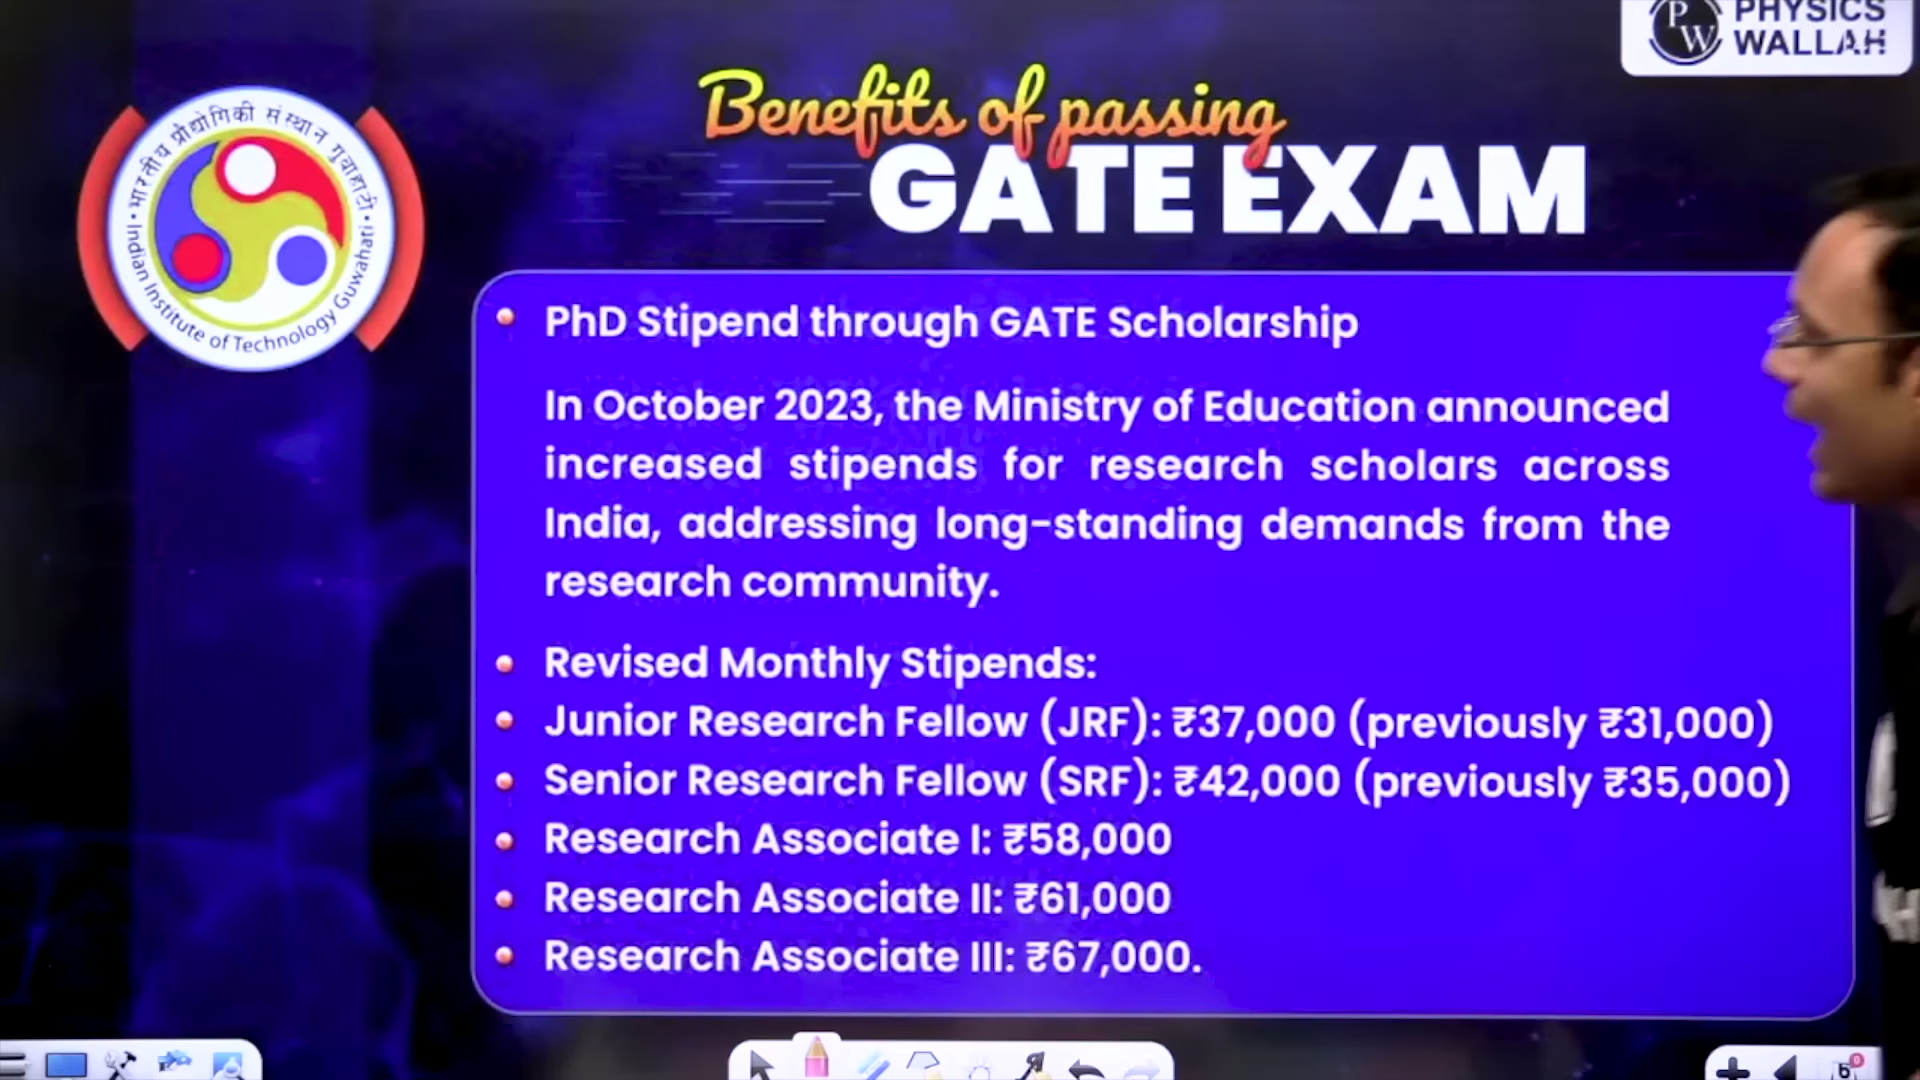 PHYSICS
WALLAH
PW
भारतीय प्रौद्योगिकी संस्थान गुवाहाटी
Indian Institute of Technology Guwahati
Benefits of passing
GATE EXAM
• PhD Stipend through GATE Scholarship
In October 2023, the Ministry of Education announced
increased stipends for research scholars across
India, addressing long-standing demands from the
research community.
• Revised Monthly Stipends:
• Junior Research Fellow (JRF): ₹37,000 (previously ₹31,000)
• Senior Research Fellow (SRF): ₹42,000 (previously ₹35,000)
• Research Associate I: ₹58,000
• Research Associate II: ₹61,000
• Research Associate III: ₹67,000.